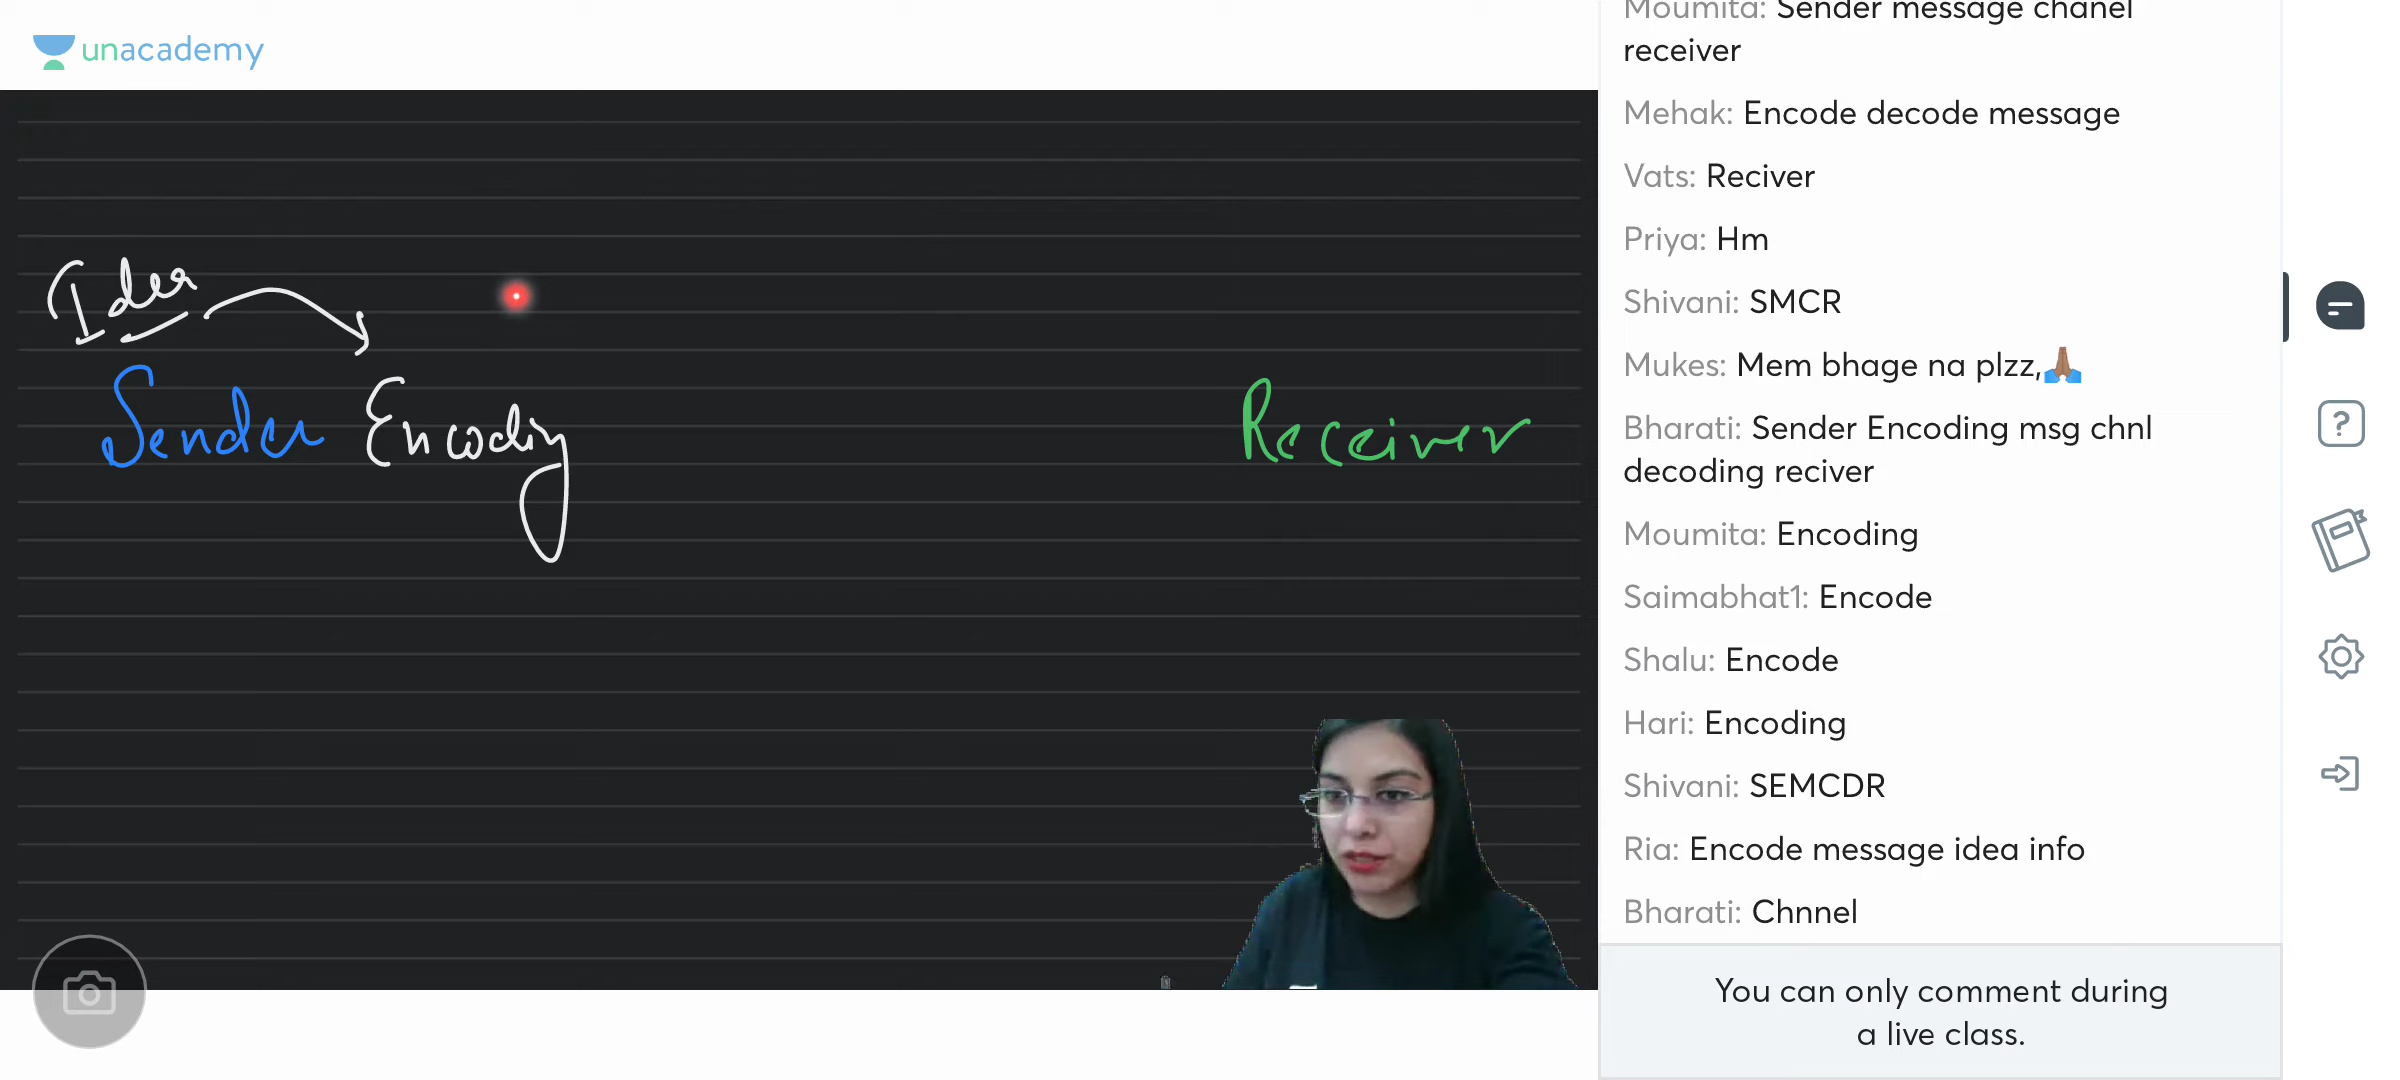 unacademy
Idea
Sender Encoding
Receiver
Moumita: Sender message chanel
receiver
Mehak: Encode decode message
Vats: Reciver
Priya: Hm
Shivani: SMCR
Mukes: Mem bhage na plzz,🙏🏽
Bharati: Sender Encoding msg chnl
decoding reciver
Moumita: Encoding
Saimabhat1: Encode
Shalu: Encode
Hari: Encoding
Shivani: SEMCDR
Ria: Encode message idea info
Bharati: Chnnel
You can only comment during
a live class.